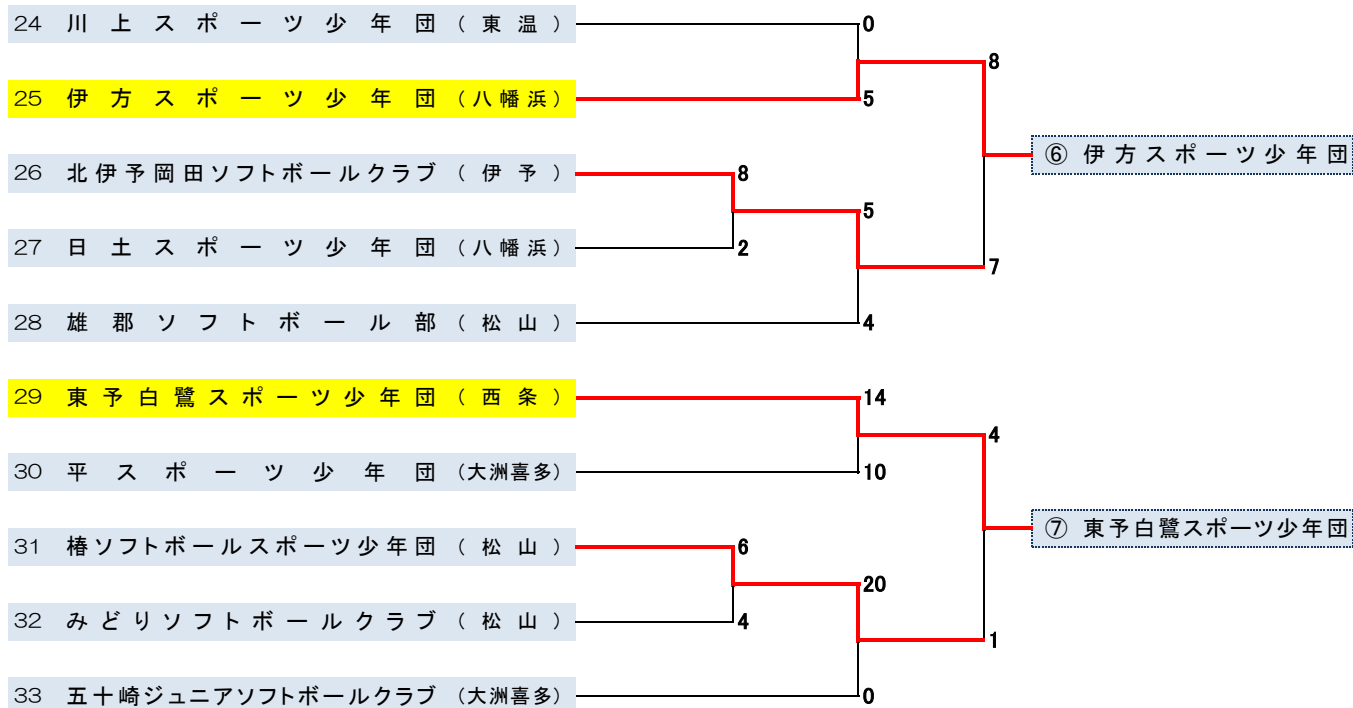 24 川上スポーツ少年団 (東温) 0
8
25 伊方スポーツ少年団 (八幡浜) 5
⑥ 伊方スポーツ少年団
26 北伊予岡田ソフトボールクラブ (伊予) 8
5
27 日土スポーツ少年団 (八幡浜) 2
7
28 雄郡ソフトボール部 (松山) 4
29 東予白鷺スポーツ少年団 (西条) 14
4
30 平スポーツ少年団 (大洲喜多) 10
⑦ 東予白鷺スポーツ少年団
31 椿ソフトボールスポーツ少年団 (松山) 6
20
32 みどりソフトボールクラブ (松山) 4
1
33 五十崎ジュニアソフトボールクラブ (大洲喜多) 0